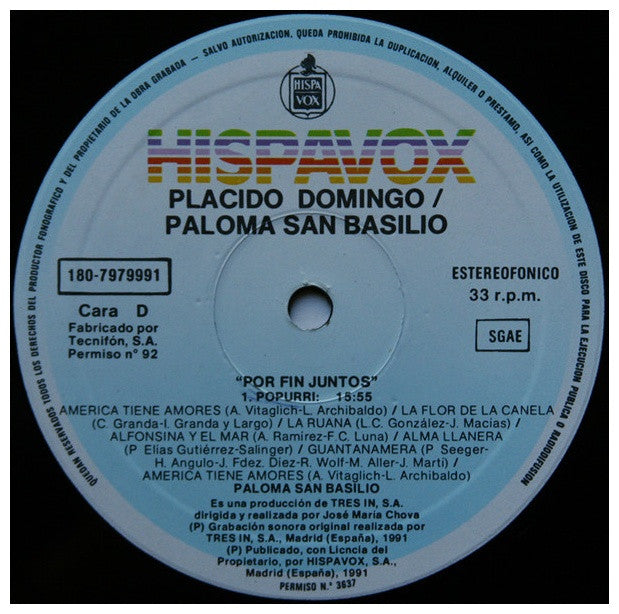 QUEDAN RESERVADOS TODOS LOS DERECHOS DEL PRODUCTOR FONOGRAFICO Y DEL PROPIETARIO DE LA OBRA GRABADA — SALVO AUTORIZACION, QUEDA PROHIBIDA LA DUPLICACION, ALQUILER O PRESTAMO, ASI COMO LA UTILIZACION DE ESTE DISCO PARA LA EJECUCION PUBLICA O RADIODIFUSION
HISPA
VOX
HISPAVOX
PLACIDO DOMINGO /
PALOMA SAN BASILIO
180-7979991
Cara D
Fabricado por
Tecnifón, S.A.
Permiso n° 92
ESTEREOFONICO
33 r.p.m.
SGAE
"POR FIN JUNTOS"
1. POPURRI: 15:55
AMERICA TIENE AMORES (A. Vitaglich-L. Archibaldo) / LA FLOR DE LA CANELA
(C. Granda-I. Granda y Largo) / LA RUANA (L.C. González-J. Macías) /
ALFONSINA Y EL MAR (A. Ramirez-F.C. Luna) / ALMA LLANERA
(P Elías Gutiérrez-Salinger) / GUANTANAMERA (P Seeger-
H. Angulo-J. Fdez. Díez-R. Wolf-M. Aller-J. Martí) /
AMERICA TIENE AMORES (A. Vitaglich-L. Archibaldo)
PALOMA SAN BASILIO
Es una producción de TRES IN, S.A.
dirigida y realizada por José María Chova
(P) Grabación sonora original realizada por
TRES IN, S.A., Madrid (España), 1991
(P) Publicado, con Licncia del
Propietario, por HISPAVOX, S.A.,
Madrid (España), 1991
PERMISO N.° 3637